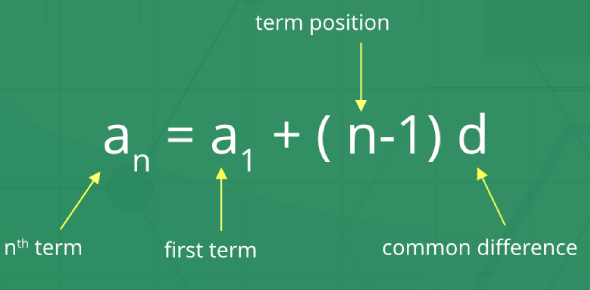 term position
aₙ = a₁ + ( n-1) d
nᵗʰ term
first term
common difference